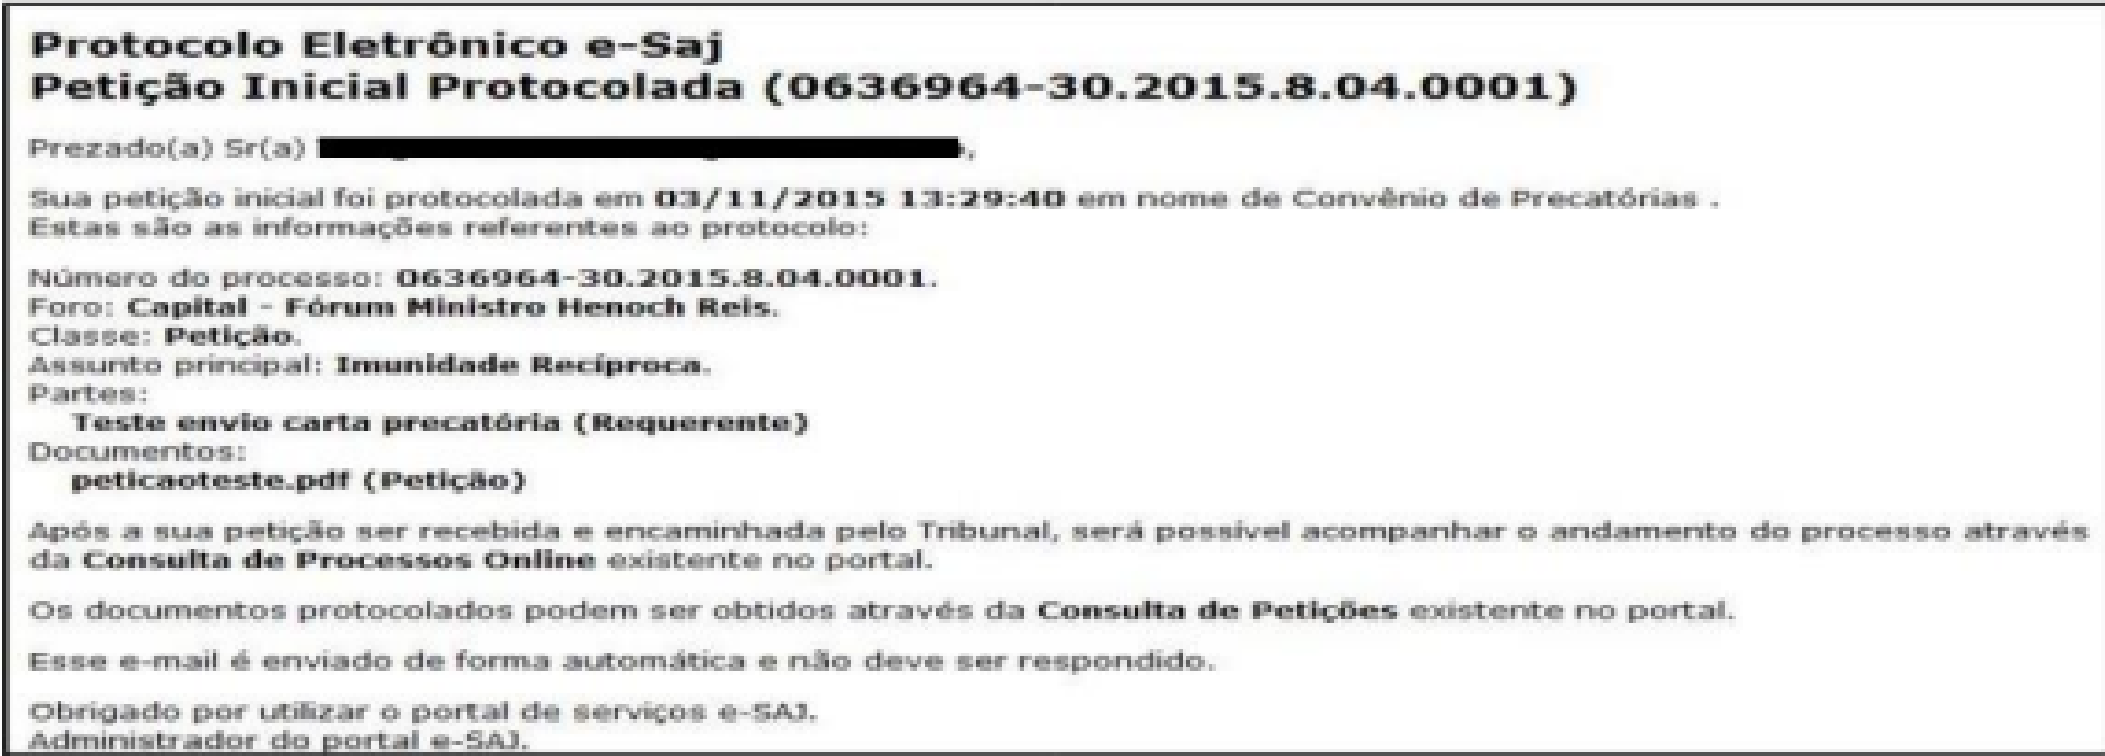 Protocolo Eletrônico e-Saj
Petição Inicial Protocolada (0636964-30.2015.8.04.0001)
Prezado(a) Sr(a) ,
Sua petição inicial foi protocolada em 03/11/2015 13:29:40 em nome de Convênio de Precatórias .
Estas são as informações referentes ao protocolo:
Número do processo: 0636964-30.2015.8.04.0001.
Foro: Capital - Fórum Ministro Henoch Reis.
Classe: Petição.
Assunto principal: Imunidade Recíproca.
Partes:
Teste envio carta precatória (Requerente)
Documentos:
peticaoteste.pdf (Petição)
Após a sua petição ser recebida e encaminhada pelo Tribunal, será possível acompanhar o andamento do processo através
da Consulta de Processos Online existente no portal.
Os documentos protocolados podem ser obtidos através da Consulta de Petições existente no portal.
Esse e-mail é enviado de forma automática e não deve ser respondido.
Obrigado por utilizar o portal de serviços e-SAJ.
Administrador do portal e-SAJ.